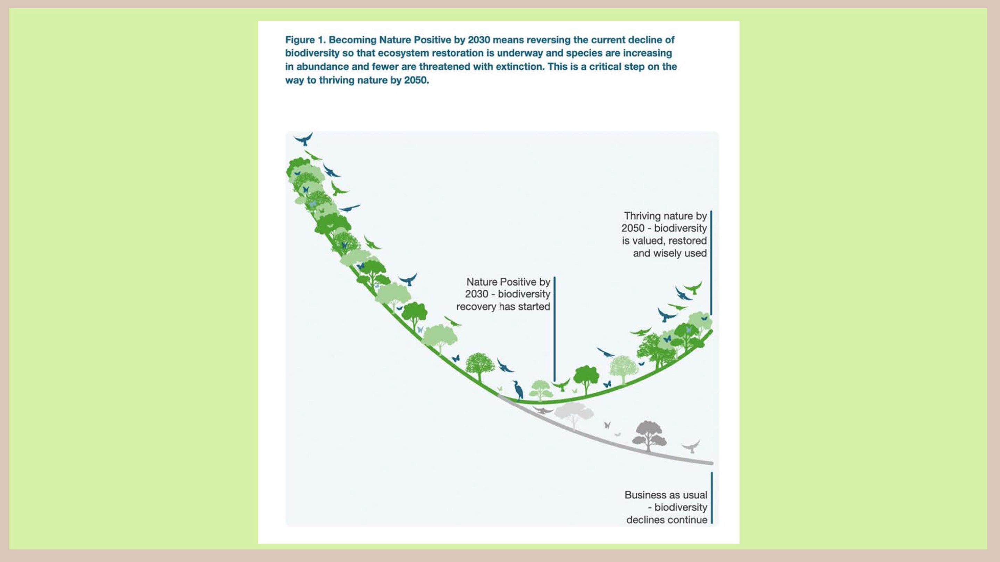 Figure 1. Becoming Nature Positive by 2030 means reversing the current decline of
biodiversity so that ecosystem restoration is underway and species are increasing
in abundance and fewer are threatened with extinction. This is a critical step on the
way to thriving nature by 2050.
Thriving nature by
2050 - biodiversity
is valued, restored
and wisely used
Nature Positive by
2030 - biodiversity
recovery has started
Business as usual
- biodiversity
declines continue